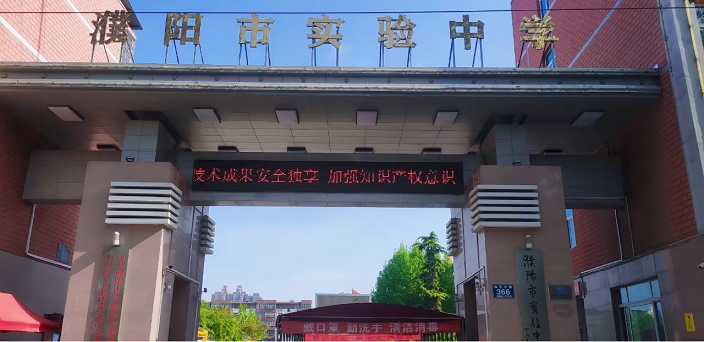 濮阳市实验中学
技术成果安全独享 加强知识产权意识
366
濮阳市实验中
戴口罩 勤洗手 清洁消毒